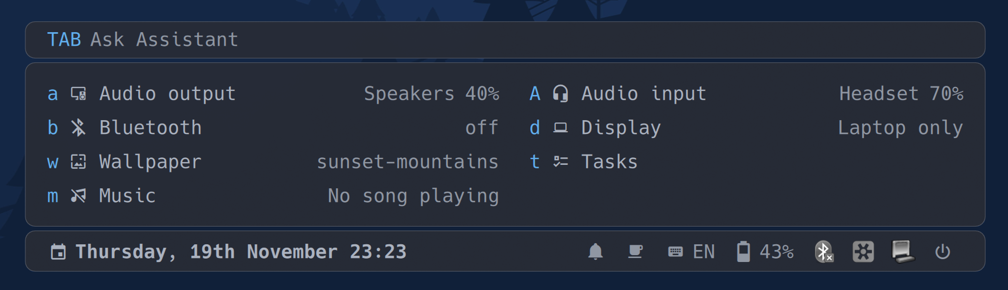 TAB Ask Assistant
a Audio output Speakers 40% A Audio input Headset 70%
b Bluetooth off d Display Laptop only
w Wallpaper sunset-mountains t Tasks
m Music No song playing
Thursday, 19th November 23:23 EN 43%